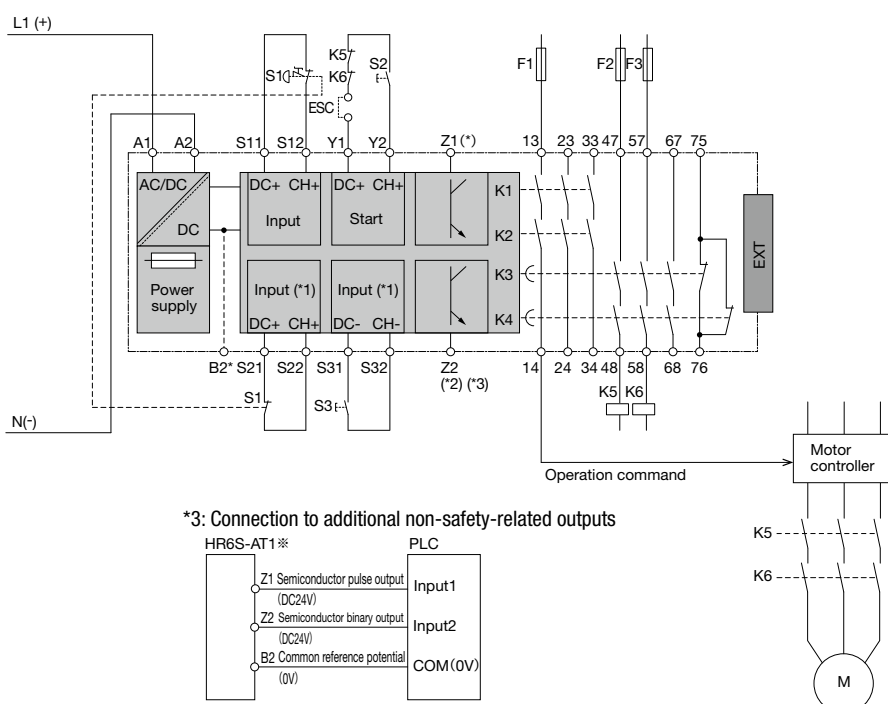 L1 (+)
K5
S1
S2
K6
ESC
F1
F2
F3
A1
A2
S11
S12
Y1
Y2
Z1 (*)
13
23
33
47
57
67
75
AC/DC
DC
DC+ CH+
Input
DC+ CH+
Start
K1
K2
Power
supply
Input (*1)
DC+ CH+
Input (*1)
DC- CH-
K3
K4
EXT
B2*
S21
S22
S31
S32
Z2
(*2) (*3)
14
24
34
48
58
68
76
S1
S3
K5
K6
N(-)
Operation command
Motor
controller
K5
K6
M
*3: Connection to additional non-safety-related outputs
HR6S-AT1※
PLC
Z1 Semiconductor pulse output
(DC24V)
Input1
Z2 Semiconductor binary output
(DC24V)
Input2
B2 Common reference potential
(0V)
COM(0V)